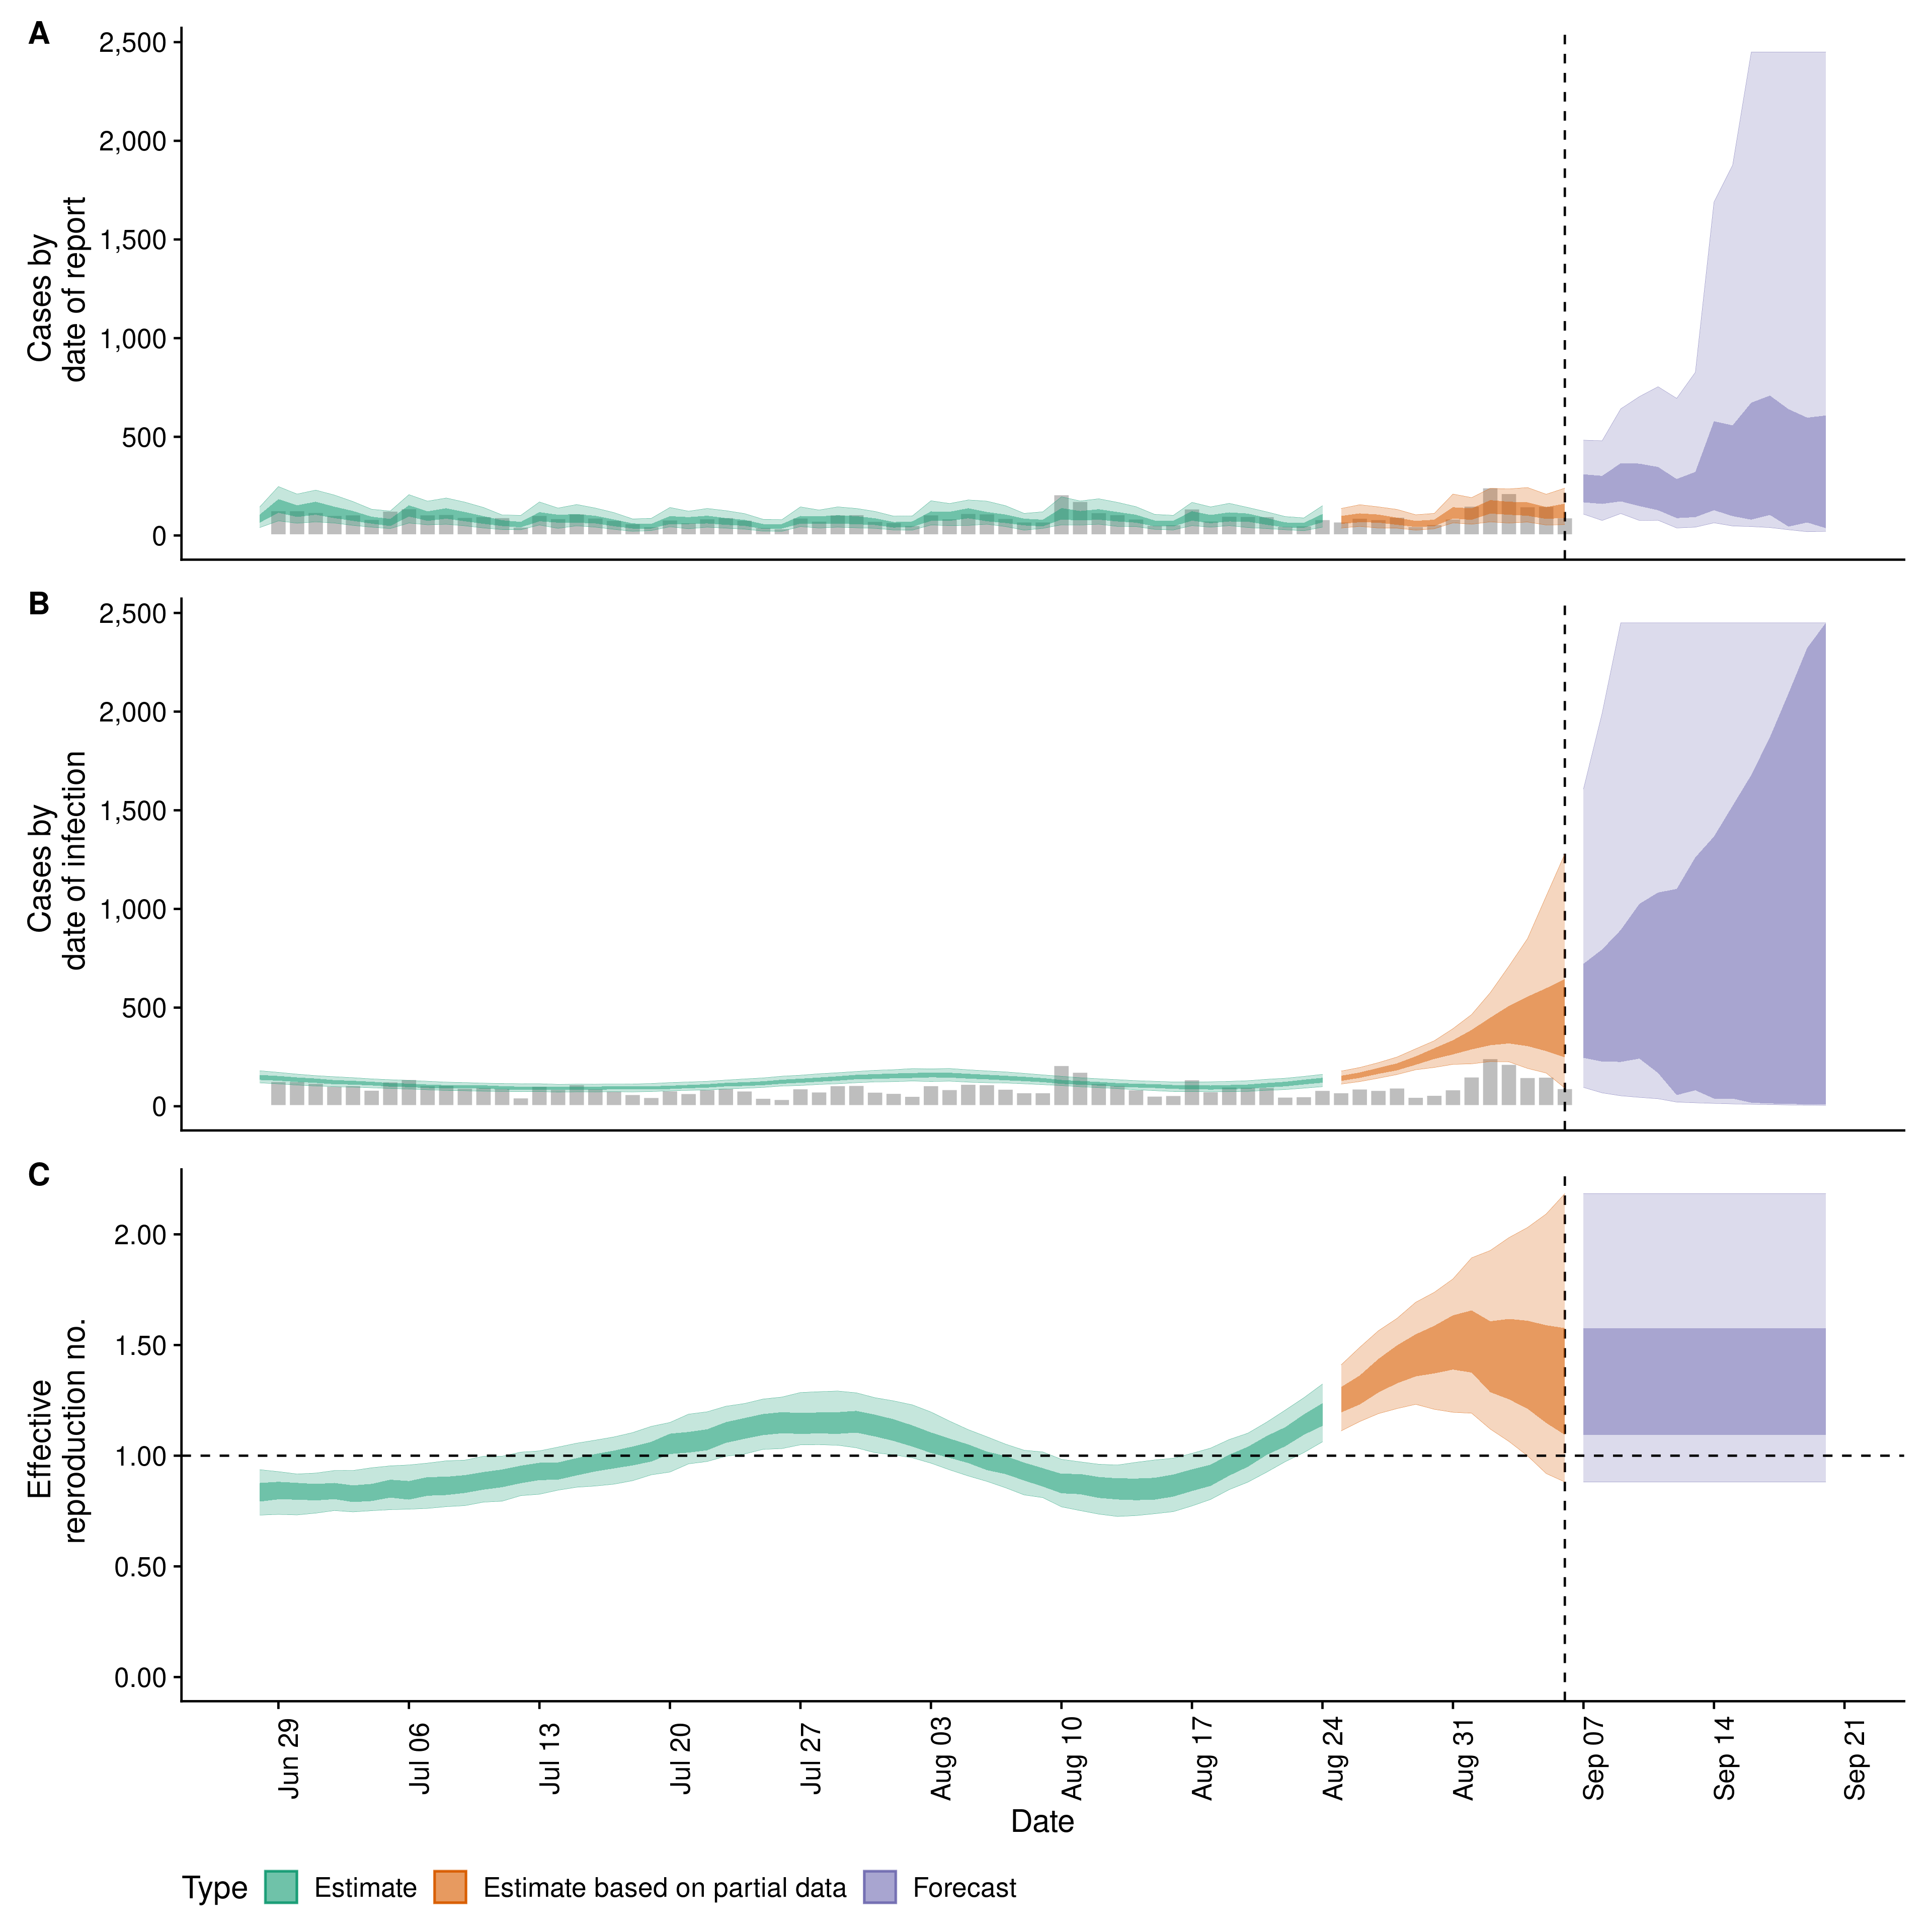 A
2,500
2,000
1,500
1,000
500
0
Cases by
date of report
B
2,500
2,000
1,500
1,000
500
0
Cases by
date of infection
C
2.00
1.50
1.00
0.50
0.00
Effective
reproduction no.
Jun 29
Jul 06
Jul 13
Jul 20
Jul 27
Aug 03
Aug 10
Aug 17
Aug 24
Aug 31
Sep 07
Sep 14
Sep 21
Date
Type Estimate Estimate based on partial data Forecast